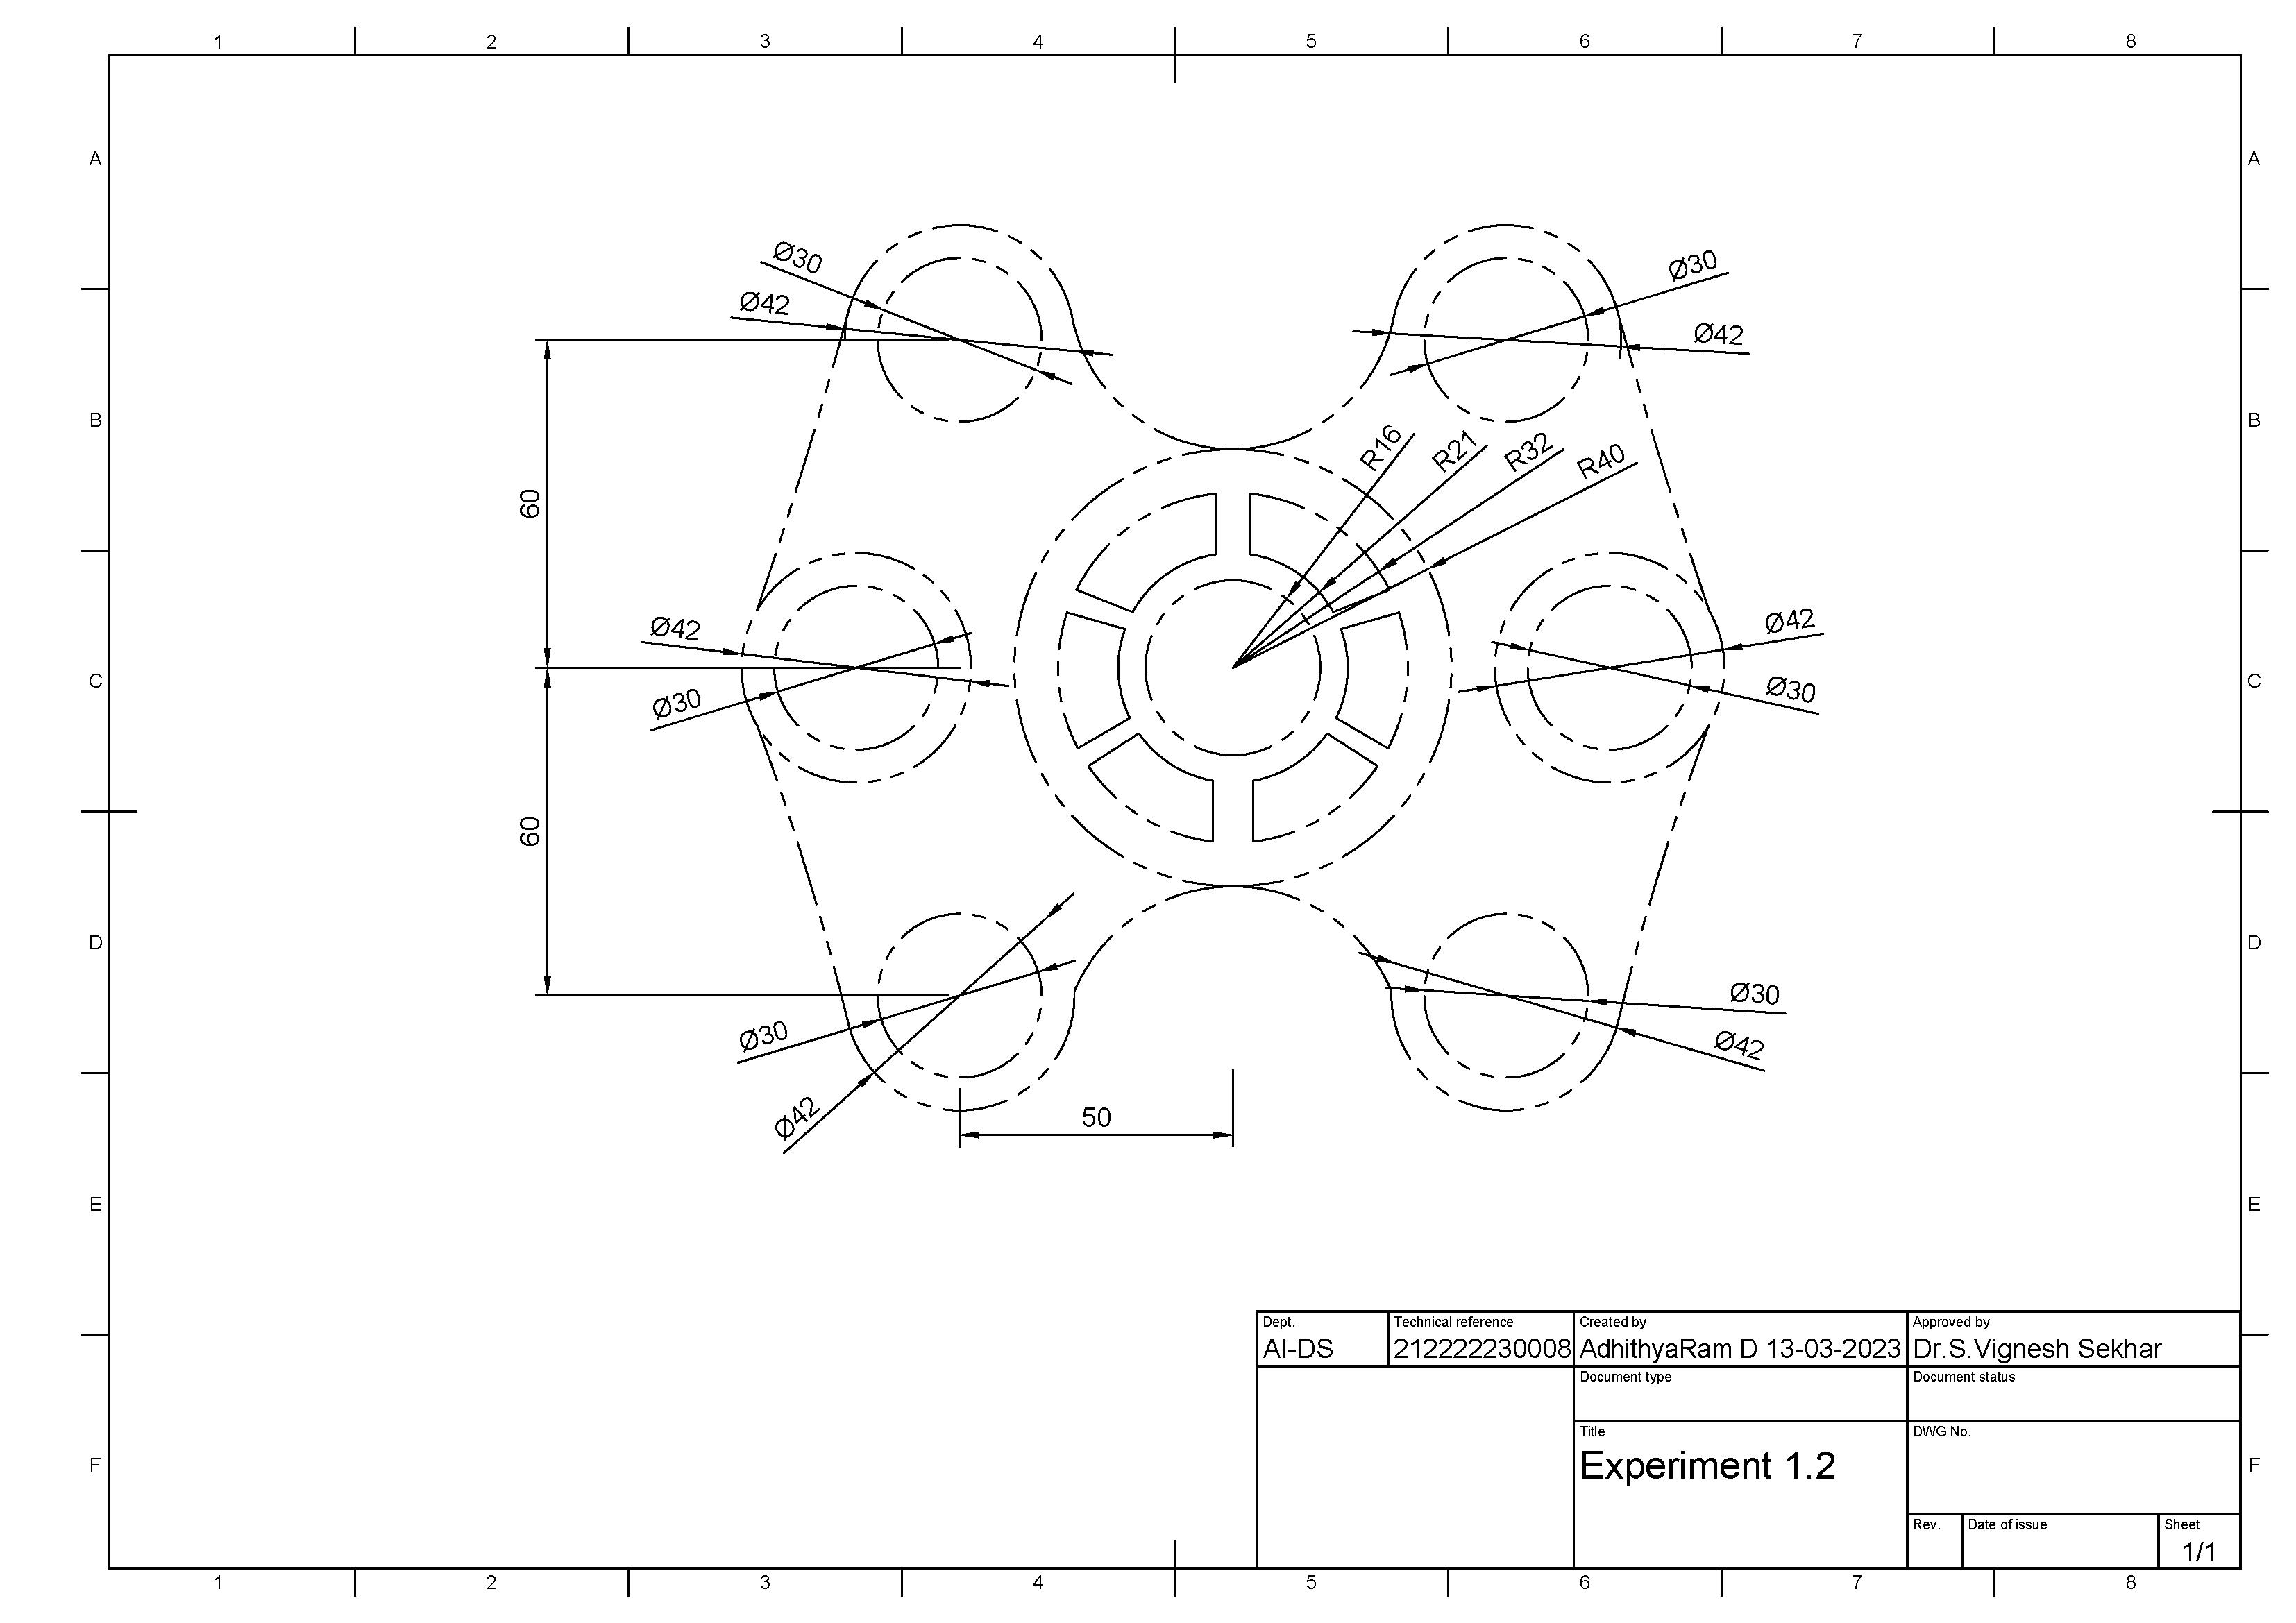 1 2 3 4 5 6 7 8
A A
Ø30 Ø30
Ø42 Ø42
B B
R16 R21 R32 R40
60
Ø42 Ø42
C C
Ø30 Ø30
60
D D
Ø30 Ø30
Ø42 Ø42
50
E E
Dept. Technical reference Created by Approved by
AI-DS 212222230008 AdhithyaRam D 13-03-2023 Dr.S.Vignesh Sekhar
Document type Document status
Title DWG No.
F Experiment 1.2 F
Rev. Date of issue Sheet
1/1
1 2 3 4 5 6 7 8